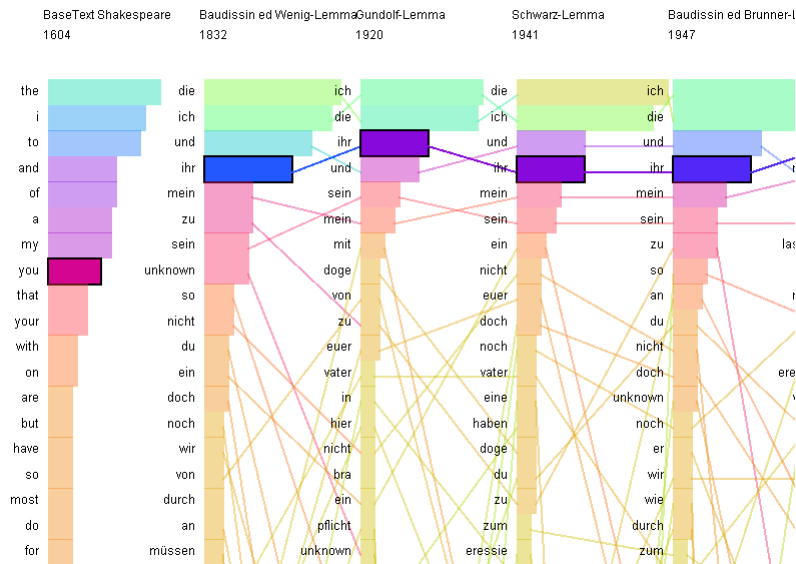 BaseText Shakespeare Baudissin ed Wenig-Lemma Gundolf-Lemma Schwarz-Lemma Baudissin ed Brunner-L
1604 1832 1920 1941 1947
the die ich die ich
i ich die ich die
to und ihr und und
and ihr und ihr ihr
of mein sein mein mein
a zu mein sein sein
my sein mit ein zu las
you unknown doge nicht so
that so von euer an
your nicht zu doch du
with du euer noch nicht
on ein vater vater doch ere
are doch in eine unknown
but noch hier haben noch
have wir nicht doge er
so von bra du wir
most durch ein zu wie
do an pflicht zum durch
for müssen unknown eressie zum